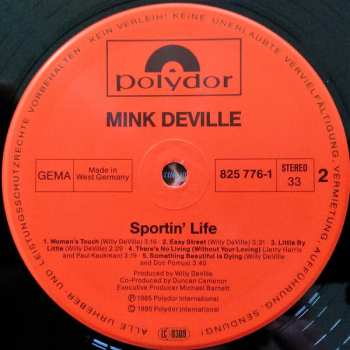 ALLE URHEBER UND LEISTUNGSSCHUTZRECHTE VORBEHALTEN KEINE UNERLAUBTE VERVIELFÄLTIGUNG, VERMIETUNG, AUFFÜHRUNG, SENDUNG!
polydor
MINK DEVILLE
GEMA
Made in
West Germany
825 776-1
STEREO
33
2
Sportin' Life
1. Woman's Touch (Willy DeVille) 3:16 · 2. Easy Street (Willy DeVille) 3:31 · 3. Little By
Little (Willy DeVille) 2:29 · 4. There's No Living (Without Your Loving) (Jerry Harris
and Paul Kaufman) 3:19 · 5. Something Beautiful is Dying (Willy DeVille
and Doc Pomus) 3:40
Produced by Willy DeVille
Co-Produced by Duncan Cameron
Executive Producer Michael Barnett
℗ 1985 Polydor International
© 1985 Polydor International
LC 0309